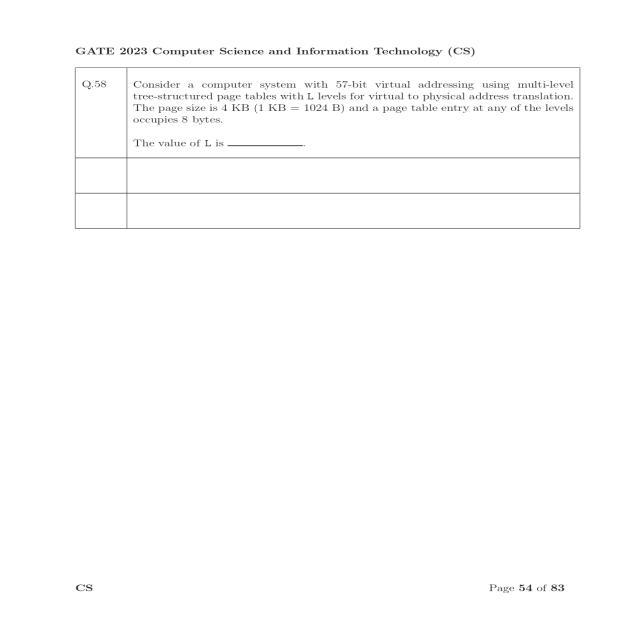 GATE 2023 Computer Science and Information Technology (CS)
Q.58 Consider a computer system with 57-bit virtual addressing using multi-level
tree-structured page tables with L levels for virtual to physical address translation.
The page size is 4 KB (1 KB = 1024 B) and a page table entry at any of the levels
occupies 8 bytes.
The value of L is __________.
CS Page 54 of 83